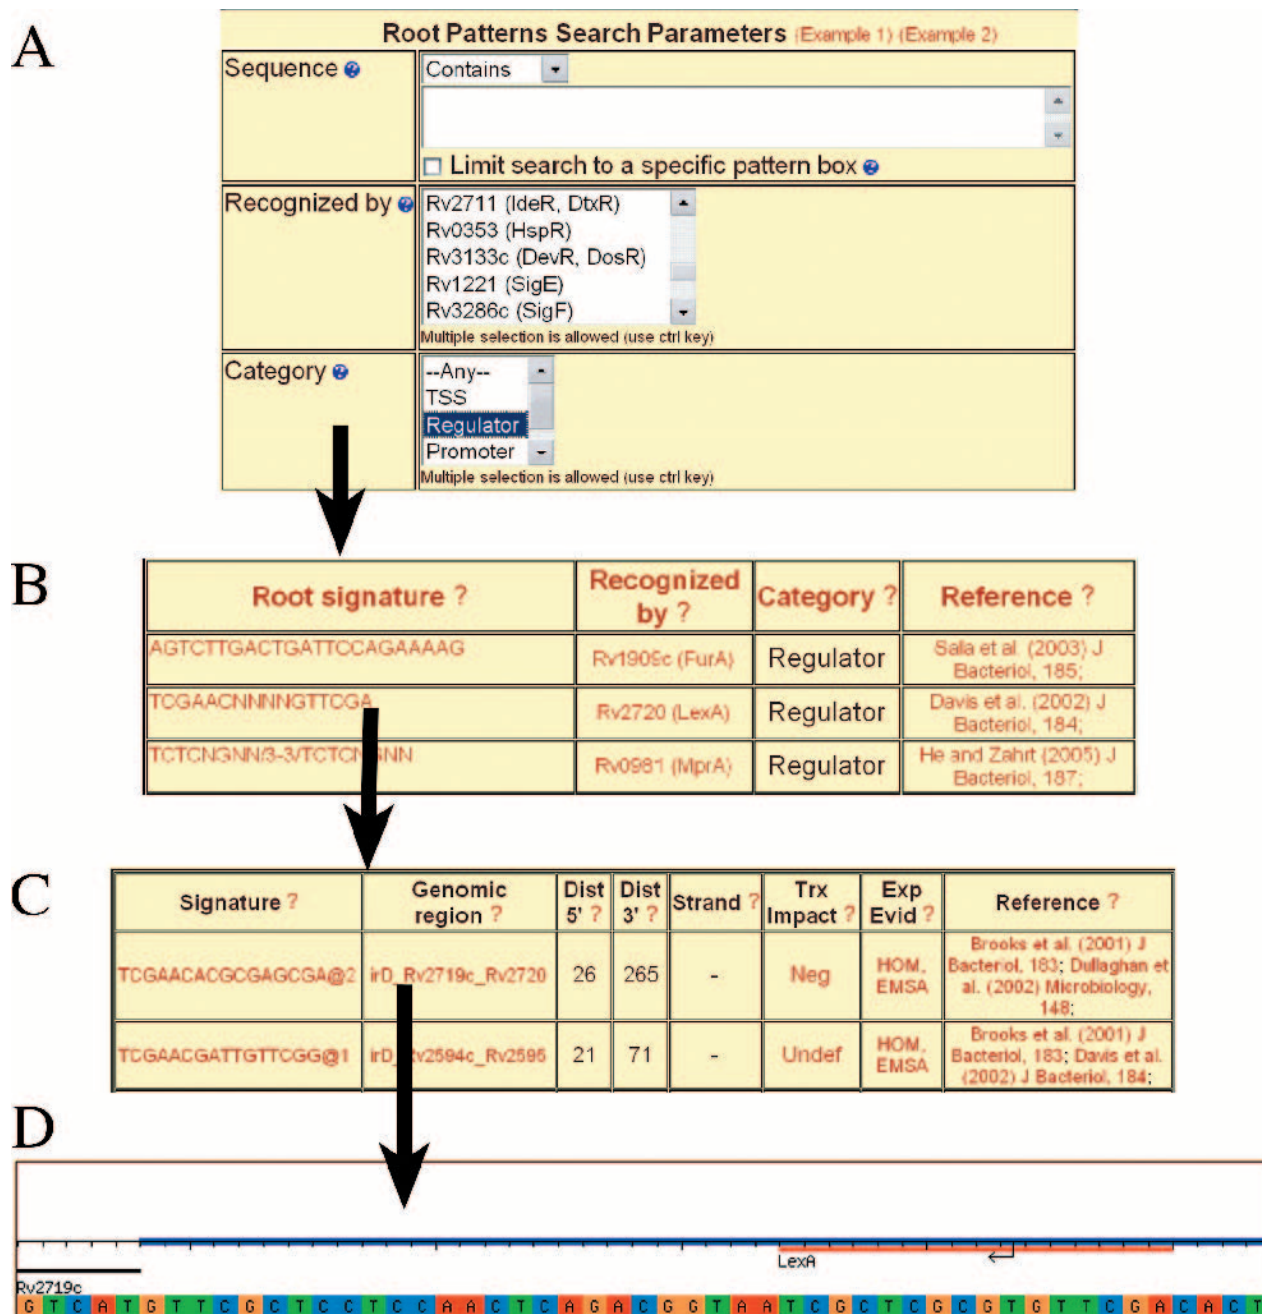 A
Root Patterns Search Parameters (Example 1) (Example 2)
Sequence ?
Contains
Limit search to a specific pattern box ?
Recognized by ?
Rv2711 (IdeR, DtxR)
Rv0353 (HspR)
Rv3133c (DevR, DosR)
Rv1221 (SigE)
Rv3286c (SigF)
Multiple selection is allowed (use ctrl key)
Category ?
--Any--
TSS
Regulator
Promoter
Multiple selection is allowed (use ctrl key)
B
Root signature ?
Recognized
by ?
Category ?
Reference ?
AGTCTTGACTGATTCCAGAAAAG
Rv1909c (FurA)
Regulator
Salla et al. (2003) J
Bacteriol, 185;
TCGAACNNNNGTTCGA
Rv2720 (LexA)
Regulator
Davis et al. (2002) J
Bacteriol, 184;
TCTCNGNN/3-3/TCTCNGNN
Rv0981 (MprA)
Regulator
He and Zahrt (2005) J
Bacteriol, 187;
C
Signature ?
Genomic
region ?
Dist
5' ?
Dist
3' ?
Strand ?
Trx
Impact ?
Exp
Evid ?
Reference ?
TCGAACACGCGAGCGA@2
irD_Rv2719c_Rv2720
26
265
-
Neg
HOM,
EMSA
Brooks et al. (2001) J
Bacteriol, 183; Dullaghan et
al. (2002) Microbiology,
148;
TCGAACGATTGTTCGG@1
irD_Rv2594c_Rv2595
21
71
-
Undef
HOM,
EMSA
Brooks et al. (2001) J
Bacteriol, 183; Davis et al.
(2002) J Bacteriol, 184;
D
LexA
Rv2719c
G T C A T G T T C G C T C C T C C A A C T C A G A C G G T A A T C G C T C G C G T G T T C G A C A C T